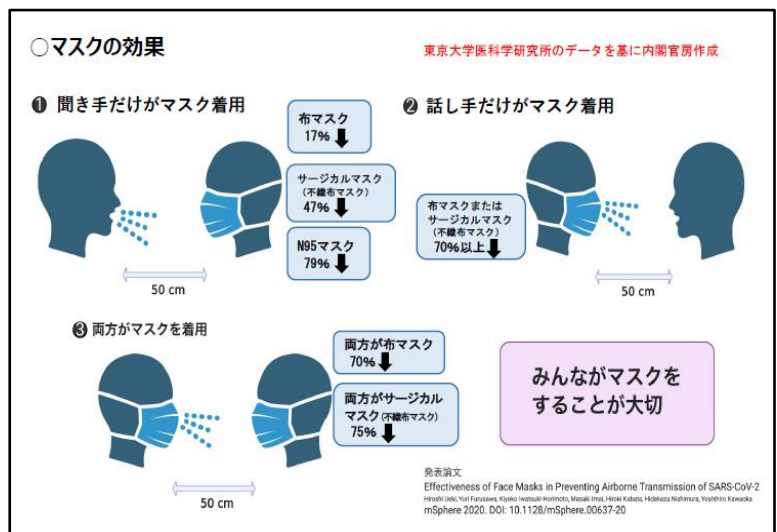 ○マスクの効果
東京大学医科学研究所のデータを基に内閣官房作成
❶ 聞き手だけがマスク着用
布マスク
17%
サージカルマスク
(不織布マスク)
47%
N95マスク
79%
50 cm
❷ 話し手だけがマスク着用
布マスクまたは
サージカルマスク
(不織布マスク)
70%以上
50 cm
❸ 両方がマスクを着用
両方が布マスク
70%
両方がサージカル
マスク(不織布マスク)
75%
50 cm
みんながマスクを
することが大切
発表論文
Effectiveness of Face Masks in Preventing Airborne Transmission of SARS-CoV-2
Hiroshi Ueki, Yuri Furusawa, Kiyoko Iwatsuki-Horimoto, Masaki Imai, Hiroki Kabata, Hidekazu Nishimura, Yoshihiro Kawaoka
mSphere 2020. DOI: 10.1128/mSphere.00637-20